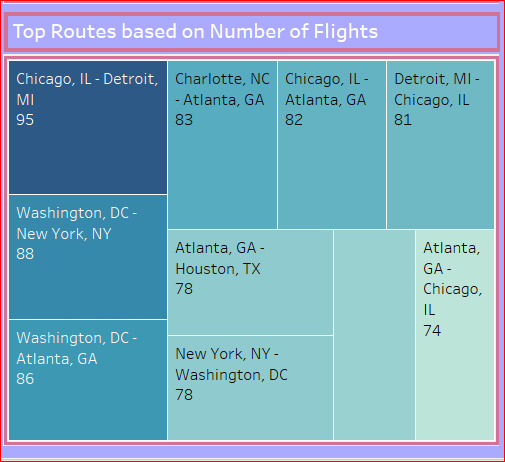 Top Routes based on Number of Flights
Chicago, IL - Detroit,
MI
95
Charlotte, NC
- Atlanta, GA
83
Chicago, IL -
Atlanta, GA
82
Detroit, MI -
Chicago, IL
81
Washington, DC -
New York, NY
88
Washington, DC -
Atlanta, GA
86
Atlanta, GA -
Houston, TX
78
New York, NY -
Washington, DC
78
Atlanta,
GA -
Chicago,
IL
74